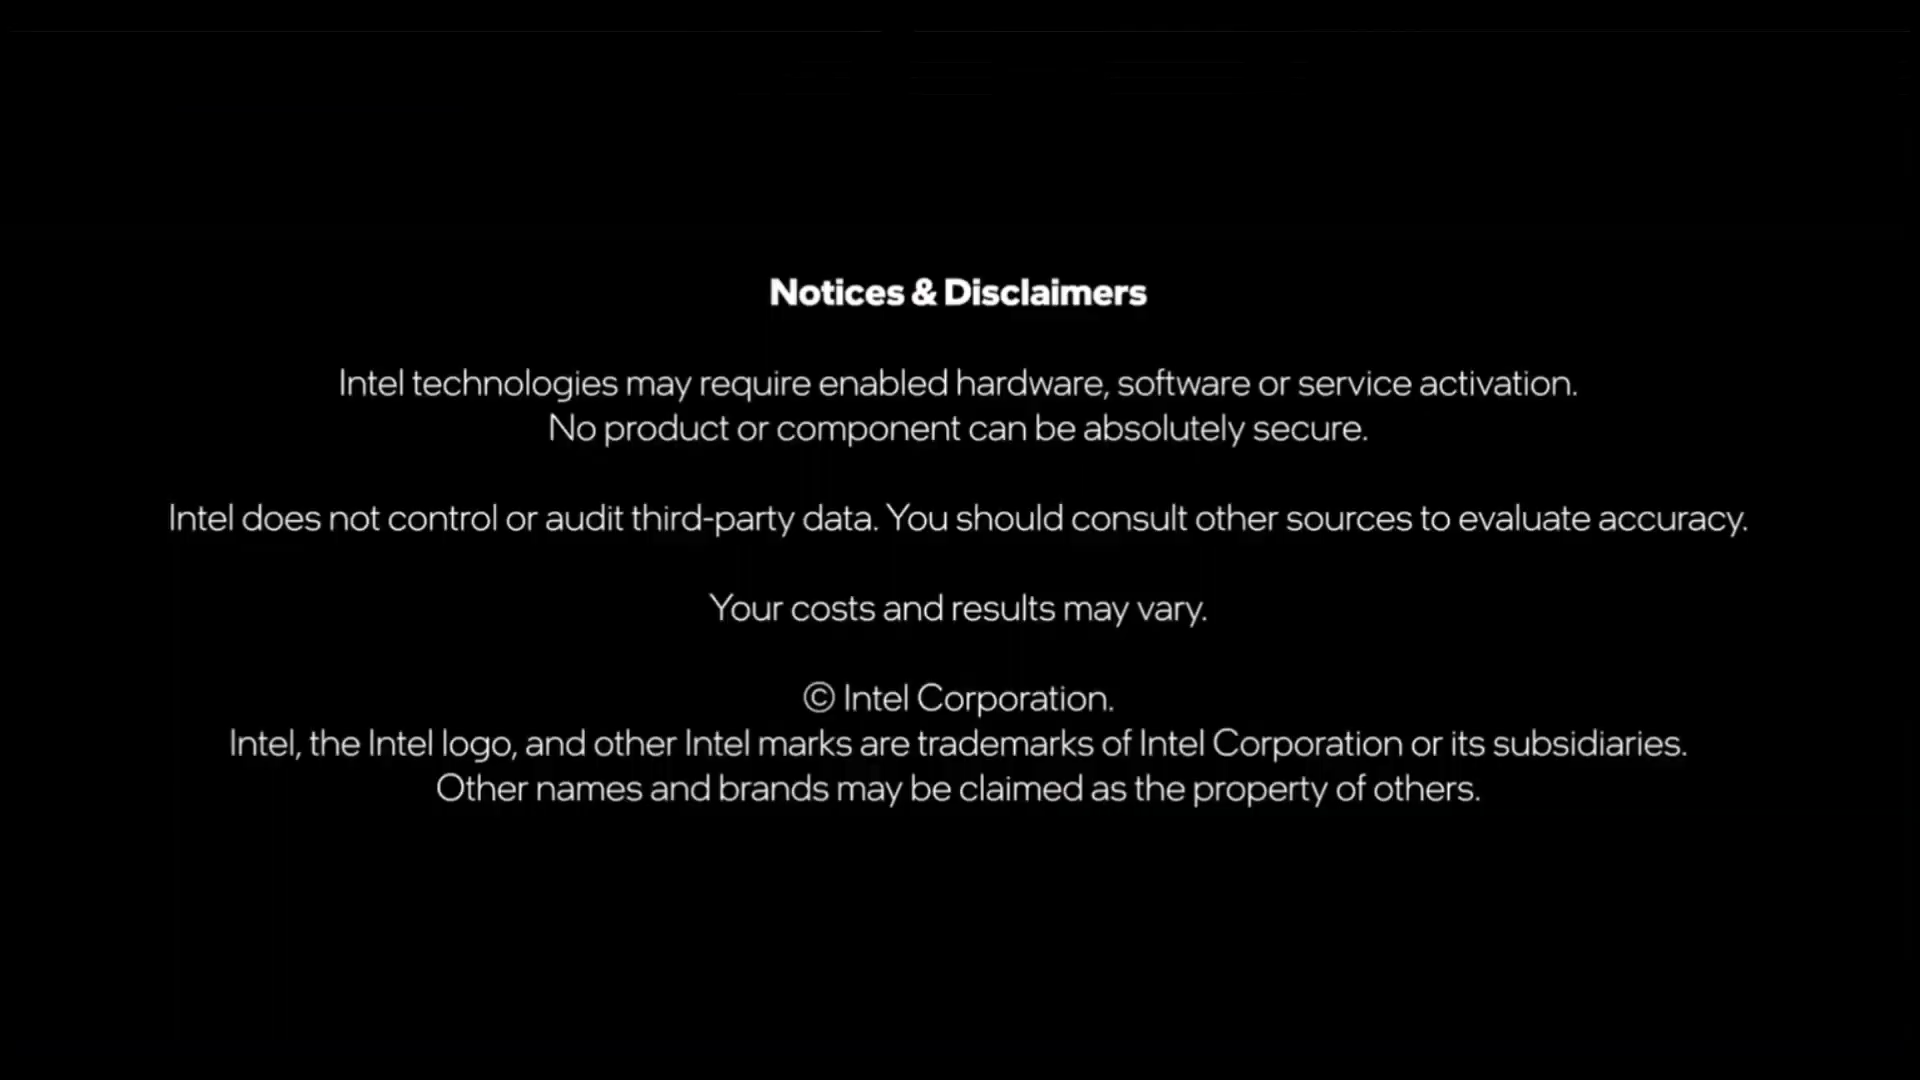 Notices & Disclaimers
Intel technologies may require enabled hardware, software or service activation.
No product or component can be absolutely secure.
Intel does not control or audit third-party data. You should consult other sources to evaluate accuracy.
Your costs and results may vary.
© Intel Corporation.
Intel, the Intel logo, and other Intel marks are trademarks of Intel Corporation or its subsidiaries.
Other names and brands may be claimed as the property of others.